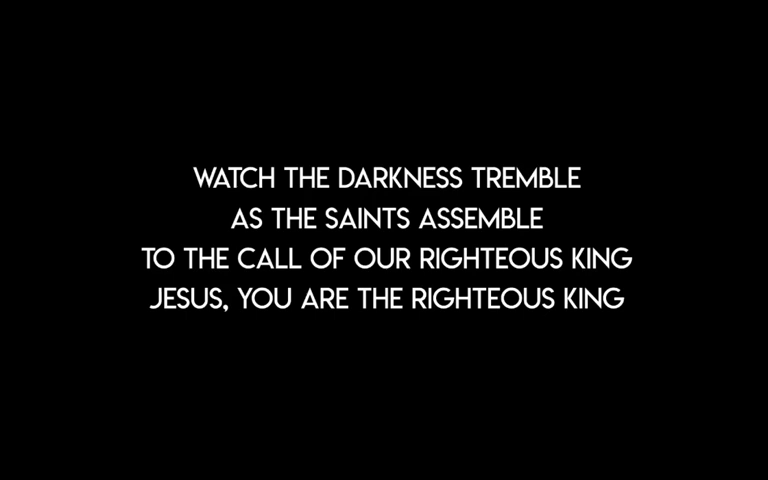 WATCH THE DARKNESS TREMBLE
AS THE SAINTS ASSEMBLE
TO THE CALL OF OUR RIGHTEOUS KING
JESUS, YOU ARE THE RIGHTEOUS KING